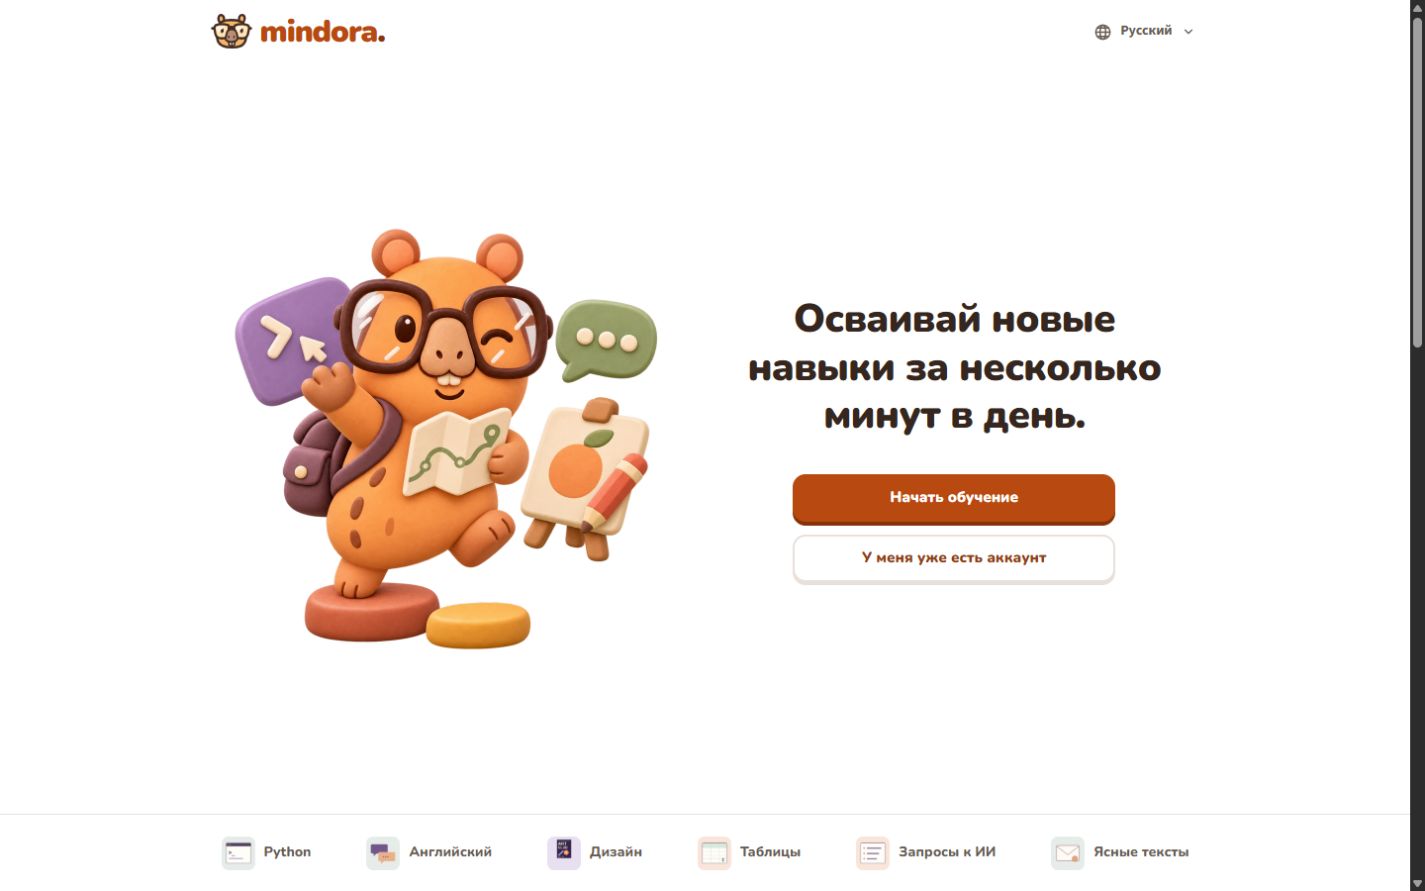 mindora.
Русский
Осваивай новые
навыки за несколько
минут в день.
Начать обучение
У меня уже есть аккаунт
Python
Английский
Дизайн
Таблицы
Запросы к ИИ
Ясные тексты